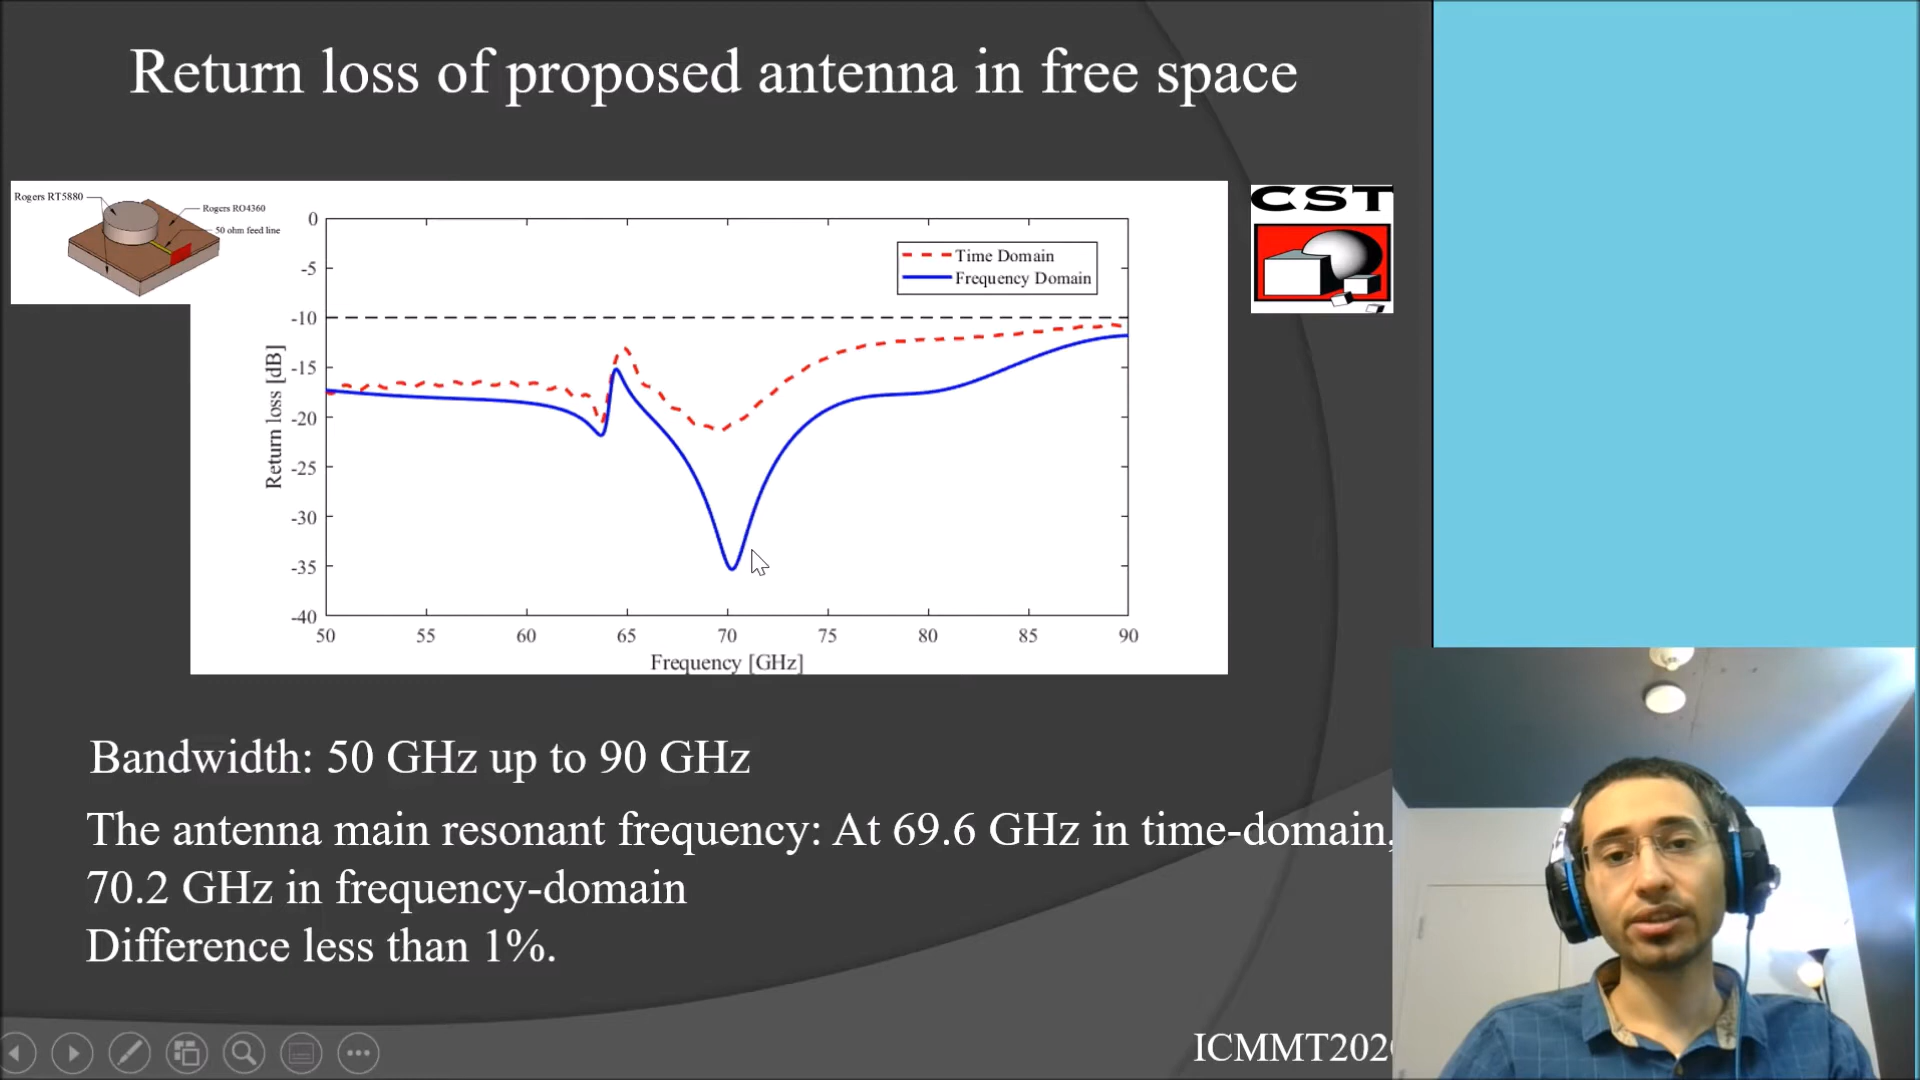 Return loss of proposed antenna in free space
Rogers RT5880
Rogers RO4360
50 ohm feed line
CST
0
-5
-10
-15
-20
-25
-30
-35
-40
Return loss [dB]
Time Domain
Frequency Domain
50 55 60 65 70 75 80 85 90
Frequency [GHz]
Bandwidth: 50 GHz up to 90 GHz
The antenna main resonant frequency: At 69.6 GHz in time-domain,
70.2 GHz in frequency-domain
Difference less than 1%.
ICMMT202